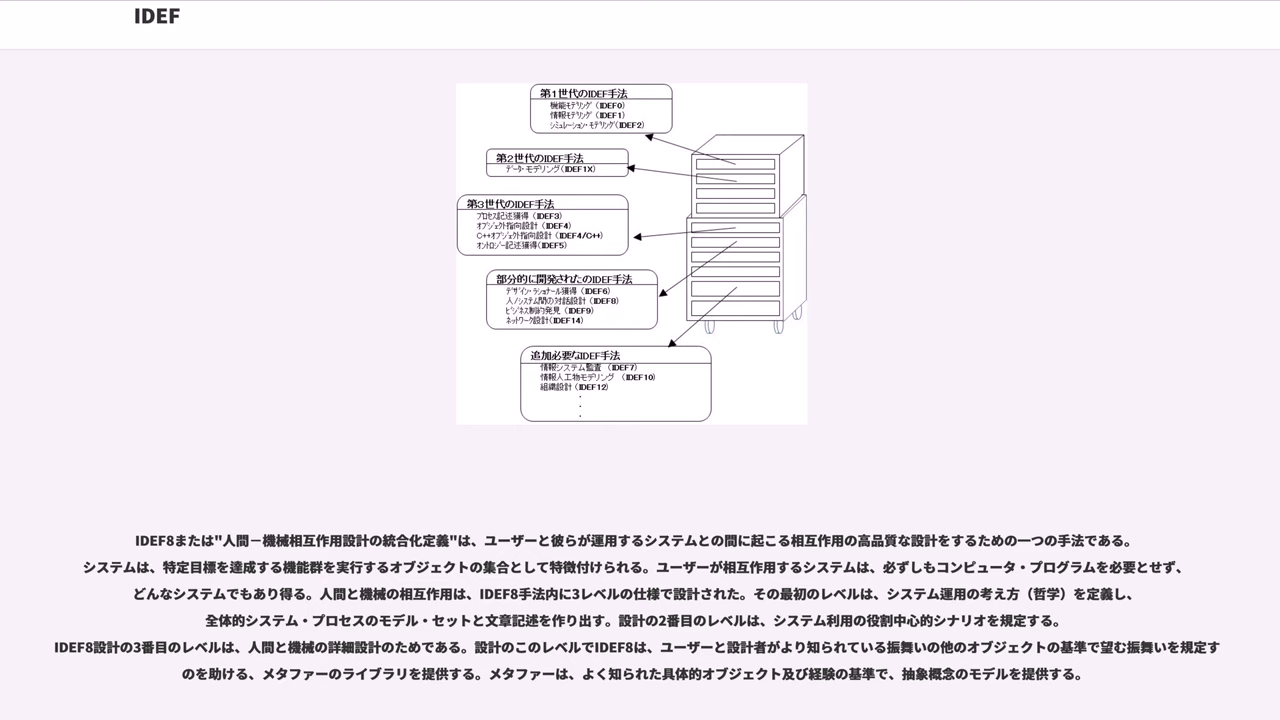 IDEF
第1世代のIDEF手法
機能モデリング (IDEF0)
情報モデリング (IDEF1)
シミュレーション・モデリング(IDEF2)
第2世代のIDEF手法
データ・モデリング(IDEF1X)
第3世代のIDEF手法
プロセス記述獲得 (IDEF3)
オブジェクト指向設計 (IDEF4)
C++オブジェクト指向設計 (IDEF4/C++)
オントロジー記述獲得(IDEF5)
部分的に開発されたのIDEF手法
デザイン・ラショナール獲得 (IDEF6)
人/システム間の対話設計 (IDEF8)
ビジネス制約発見 (IDEF9)
ネットワーク設計(IDEF14)
追加必要なIDEF手法
情報システム監査 (IDEF7)
情報人工物モデリング (IDEF10)
組織設計 (IDEF12)
IDEF8または"人間－機械相互作用設計の統合化定義"は、ユーザーと彼らが運用するシステムとの間に起こる相互作用の高品質な設計をするための一つの手法である。
システムは、特定目標を達成する機能群を実行するオブジェクトの集合として特徴付けられる。ユーザーが相互作用するシステムは、必ずしもコンピュータ・プログラムを必要とせず、
どんなシステムでもあり得る。人間と機械の相互作用は、IDEF8手法内に3レベルの仕様で設計された。その最初のレベルは、システム運用の考え方（哲学）を定義し、
全体的システム・プロセスのモデル・セットと文章記述を作り出す。設計の2番目のレベルは、システム利用の役割中心的シナリオを規定する。
IDEF8設計の3番目のレベルは、人間と機械の詳細設計のためである。設計のこのレベルでIDEF8は、ユーザーと設計者がより知られている振舞いの他のオブジェクトの基準で望む振舞いを規定す
のを助ける、メタファーのライブラリを提供する。メタファーは、よく知られた具体的オブジェクト及び経験の基準で、抽象概念のモデルを提供する。